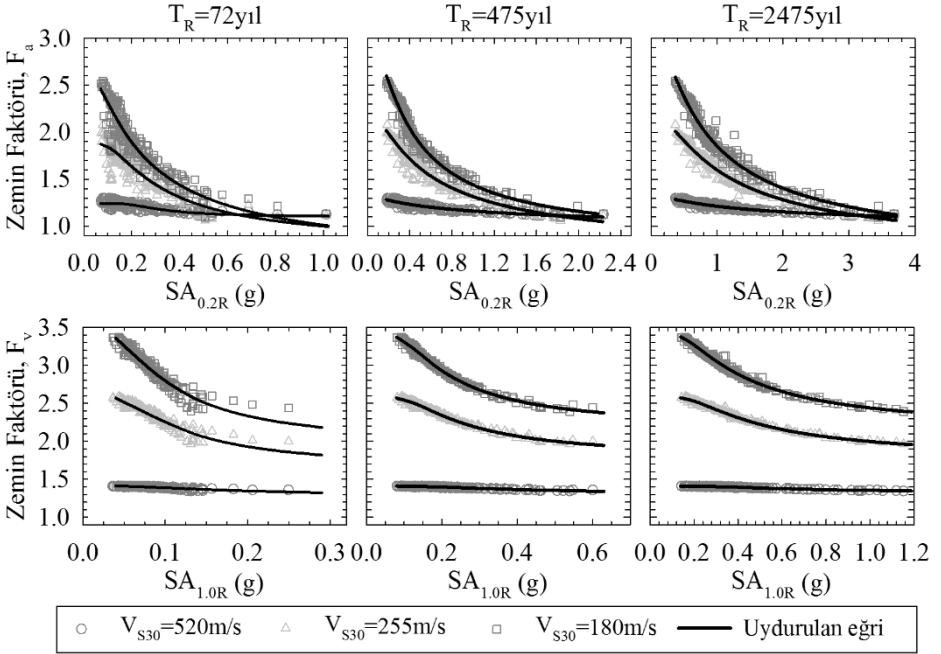 T_R=72yıl T_R=475yıl T_R=2475yıl
Zemin Faktörü, F_a
3.0
2.5
2.0
1.5
1.0
0.0 0.2 0.4 0.6 0.8 1.0
0.0 0.4 0.8 1.2 1.6 2.0 2.4
0 1 2 3 4
SA_0.2R (g) SA_0.2R (g) SA_0.2R (g)
Zemin Faktörü, F_v
3.5
3.0
2.5
2.0
1.5
1.0
0.0 0.1 0.2 0.3
0.0 0.2 0.4 0.6
0.0 0.2 0.4 0.6 0.8 1.0 1.2
SA_1.0R (g) SA_1.0R (g) SA_1.0R (g)
V_S30=520m/s V_S30=255m/s V_S30=180m/s Uydurulan eğri